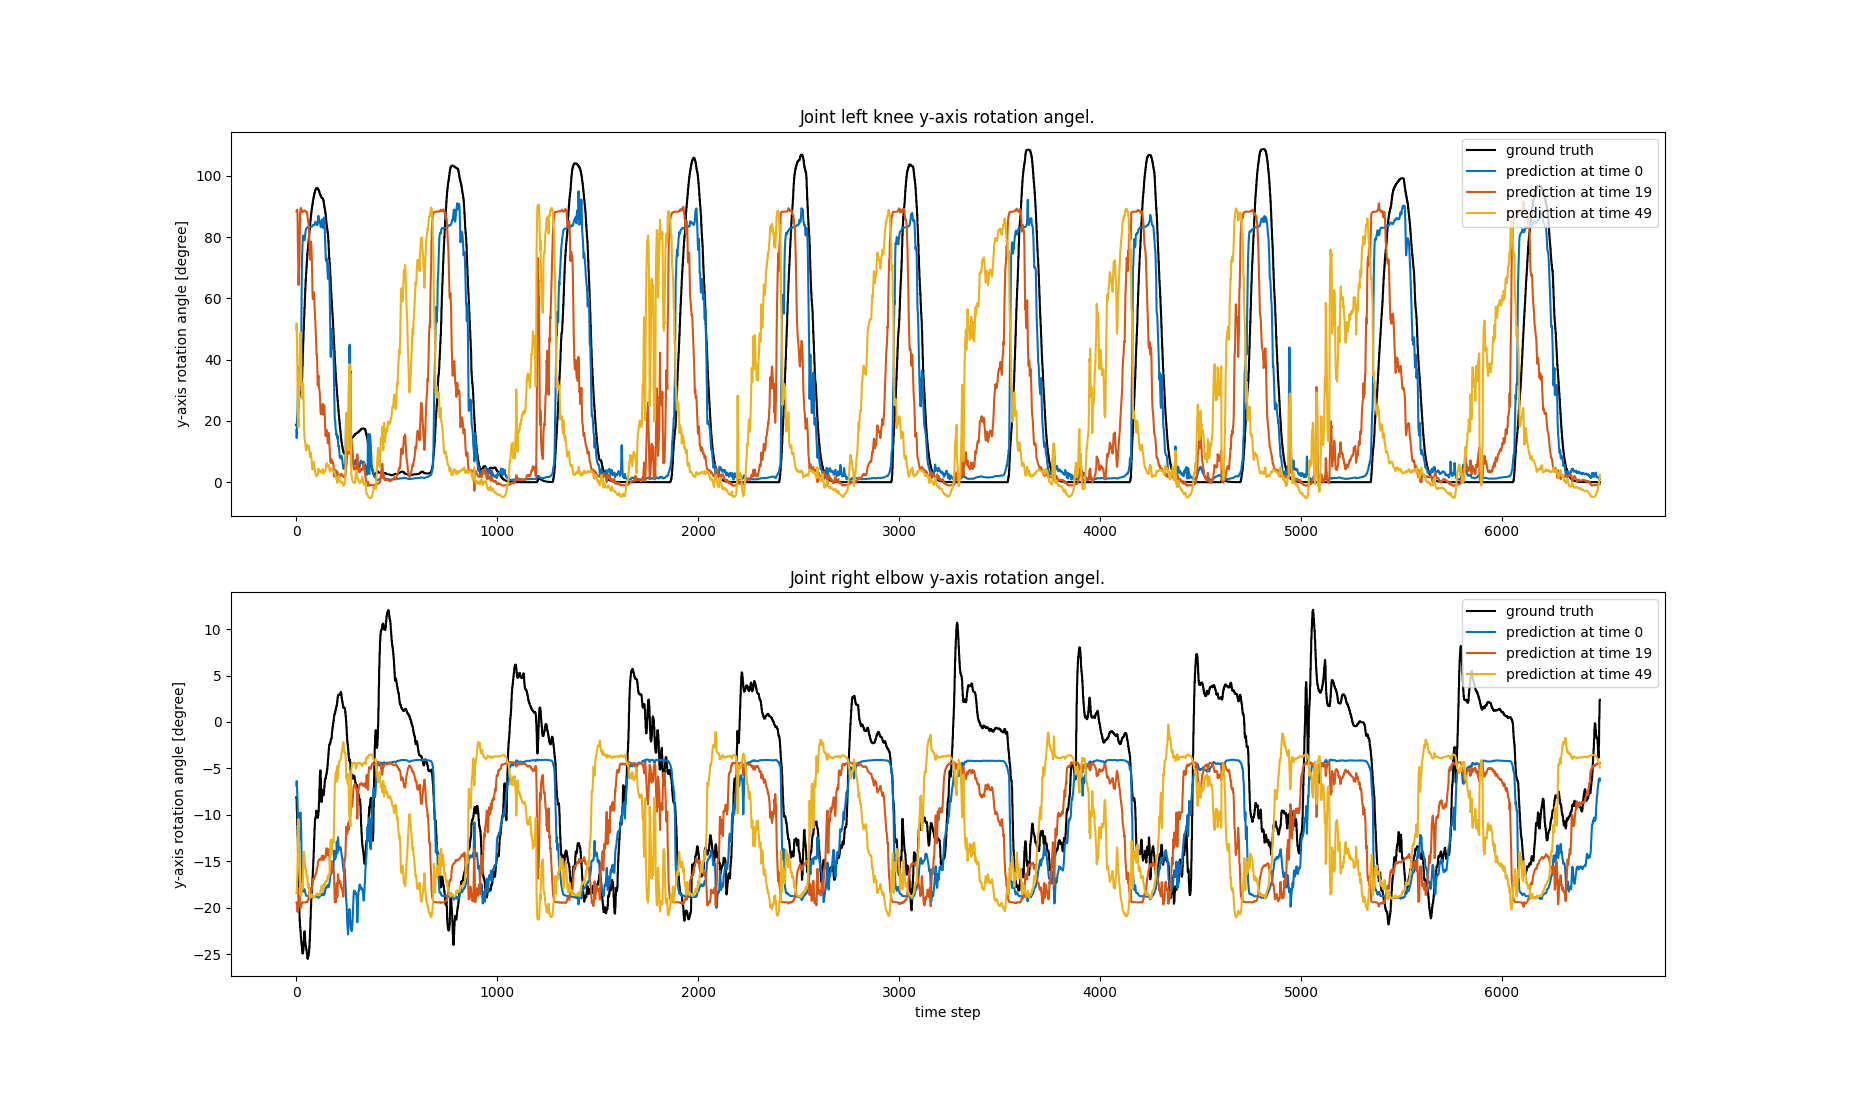 Joint left knee y-axis rotation angel.
y-axis rotation angle [degree]
100
80
60
40
20
0
0 1000 2000 3000 4000 5000 6000
ground truth
prediction at time 0
prediction at time 19
prediction at time 49
Joint right elbow y-axis rotation angel.
y-axis rotation angle [degree]
10
5
0
−5
−10
−15
−20
−25
0 1000 2000 3000 4000 5000 6000
time step
ground truth
prediction at time 0
prediction at time 19
prediction at time 49